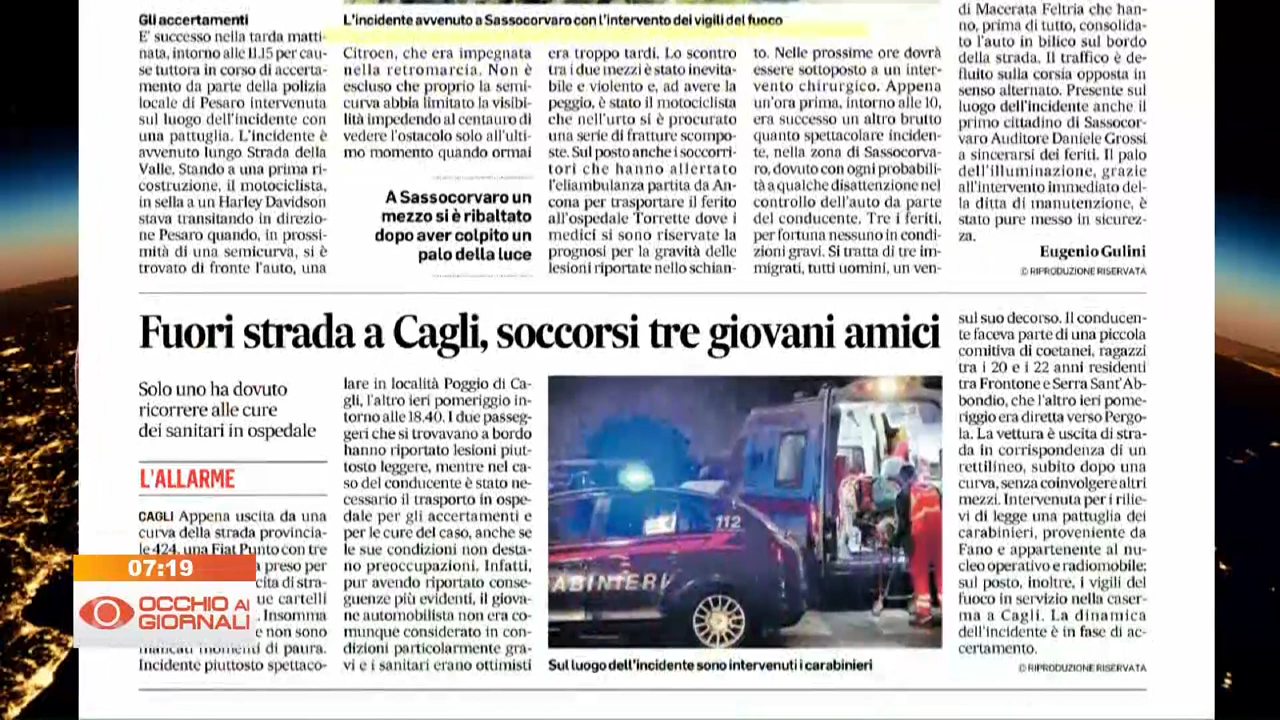 Gli accertamenti
E' successo nella tarda matti-
nata, intorno alle 11.15 per cau-
se tuttora in corso di accerta-
mento da parte della polizia
locale di Pesaro intervenuta
sul luogo dell'incidente con
una pattuglia. L'incidente è
avvenuto lungo Strada della
Valle. Stando a una prima ri-
costruzione, il motociclista,
in sella a un Harley Davidson
stava transitando in direzio-
ne Pesaro quando, in prossi-
mità di una semicurva, si è
trovato di fronte l'auto, una
L'incidente avvenuto a Sassocorvaro con l'intervento dei vigili del fuoco
Citroen, che era impegnata
nella retromarcia. Non è
escluso che proprio la semi-
curva abbia limitato la visibi-
lità impedendo al centauro di
vedere l'ostacolo solo all'ulti-
mo momento quando ormai
A Sassocorvaro un
mezzo si è ribaltato
dopo aver colpito un
palo della luce
era troppo tardi. Lo scontro
tra i due mezzi è stato inevita-
bile e violento e, ad avere la
peggio, è stato il motociclista
che nell'urto si è procurato
una serie di fratture scompo-
ste. Sul posto anche i soccorri-
tori che hanno allertato
l'eliambulanza partita da An-
cona per trasportare il ferito
all'ospedale Torrette dove i
medici si sono riservate la
prognosi per la gravità delle
lesioni riportate nello schian-
to. Nelle prossime ore dovrà
essere sottoposto a un inter-
vento chirurgico. Appena
un'ora prima, intorno alle 10,
era successo un altro brutto
quanto spettacolare inciden-
te, nella zona di Sassocorva-
ro, dovuto con ogni probabili-
tà a qualche disattenzione nel
controllo dell'auto da parte
del conducente. Tre i feriti,
per fortuna nessuno in condi-
zioni gravi. Si tratta di tre im-
migrati, tutti uomini, un ven-
di Macerata Feltria che han-
no, prima di tutto, consolida-
to l'auto in bilico sul bordo
della strada. Il traffico è de-
fluito sulla corsia opposta in
senso alternato. Presente sul
luogo dell'incidente anche il
primo cittadino di Sassocor-
varo Auditore Daniele Grossi
a sincerarsi dei feriti. Il palo
dell'illuminazione, grazie
all'intervento immediato del-
la ditta di manutenzione, è
stato pure messo in sicurez-
za.
Eugenio Gulini
© RIPRODUZIONE RISERVATA
Fuori strada a Cagli, soccorsi tre giovani amici
Solo uno ha dovuto
ricorrere alle cure
dei sanitari in ospedale
L'ALLARME
CAGLI Appena uscita da una
curva della strada provincia-
le 424, una Fiat Punto con tre
preso per
cita di stra-
ue cartelli
. Insomma
e non sono
mancati momenti di paura.
Incidente piuttosto spettaco-
lare in località Poggio di Ca-
gli, l'altro ieri pomeriggio in-
torno alle 18.40. I due passeg-
geri che si trovavano a bordo
hanno riportato lesioni piut-
tosto leggere, mentre nel ca-
so del conducente è stato ne-
cessario il trasporto in ospe-
dale per gli accertamenti e
per le cure del caso, anche se
le sue condizioni non desta-
no preoccupazioni. Infatti,
pur avendo riportato conse-
guenze più evidenti, il giova-
ne automobilista non era co-
munque considerato in con-
dizioni particolarmente gra-
vi e i sanitari erano ottimisti
112
ABINIERI
Sul luogo dell'incidente sono intervenuti i carabinieri
sul suo decorso. Il conducen-
te faceva parte di una piccola
comitiva di coetanei, ragazzi
tra i 20 e i 22 anni residenti
tra Frontone e Serra Sant'Ab-
bondio, che l'altro ieri pome-
riggio era diretta verso Pergo-
la. La vettura è uscita di stra-
da in corrispondenza di un
rettilineo, subito dopo una
curva, senza coinvolgere altri
mezzi. Intervenuta per i rilie-
vi di legge una pattuglia dei
carabinieri, proveniente da
Fano e appartenente al nu-
cleo operativo e radiomobile;
sul posto, inoltre, i vigili del
fuoco in servizio nella caser-
ma a Cagli. La dinamica
dell'incidente è in fase di ac-
certamento.
© RIPRODUZIONE RISERVATA
07:19
OCCHIO AI
GIORNALI